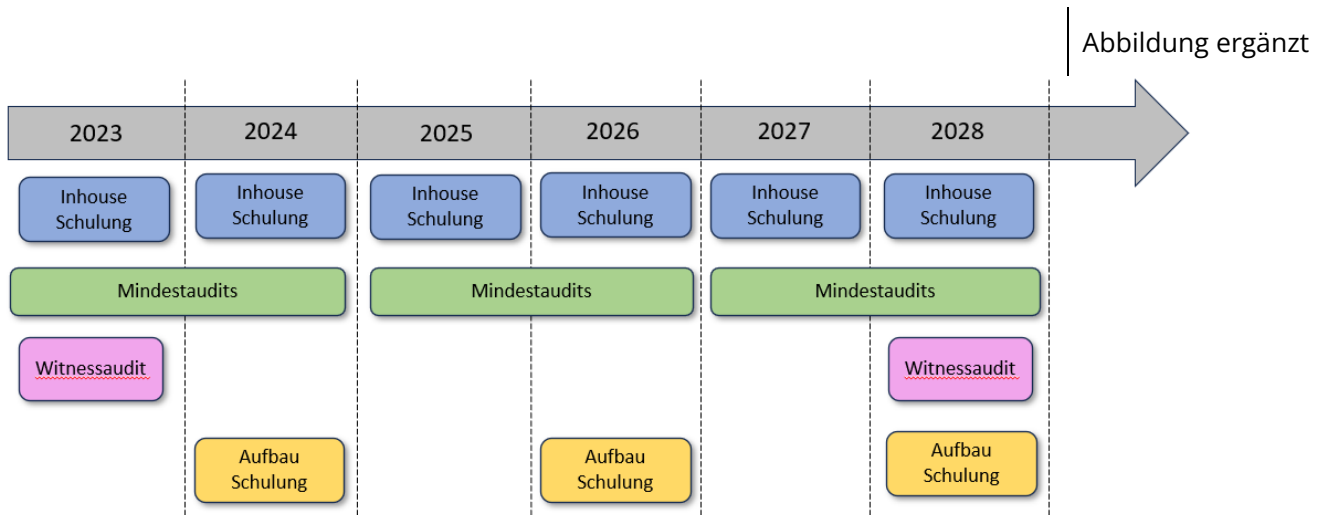 Abbildung ergänzt
2023 2024 2025 2026 2027 2028
Inhouse
Schulung
Inhouse
Schulung
Inhouse
Schulung
Inhouse
Schulung
Inhouse
Schulung
Inhouse
Schulung
Mindestaudits
Mindestaudits
Mindestaudits
Witnessaudit
Witnessaudit
Aufbau
Schulung
Aufbau
Schulung
Aufbau
Schulung